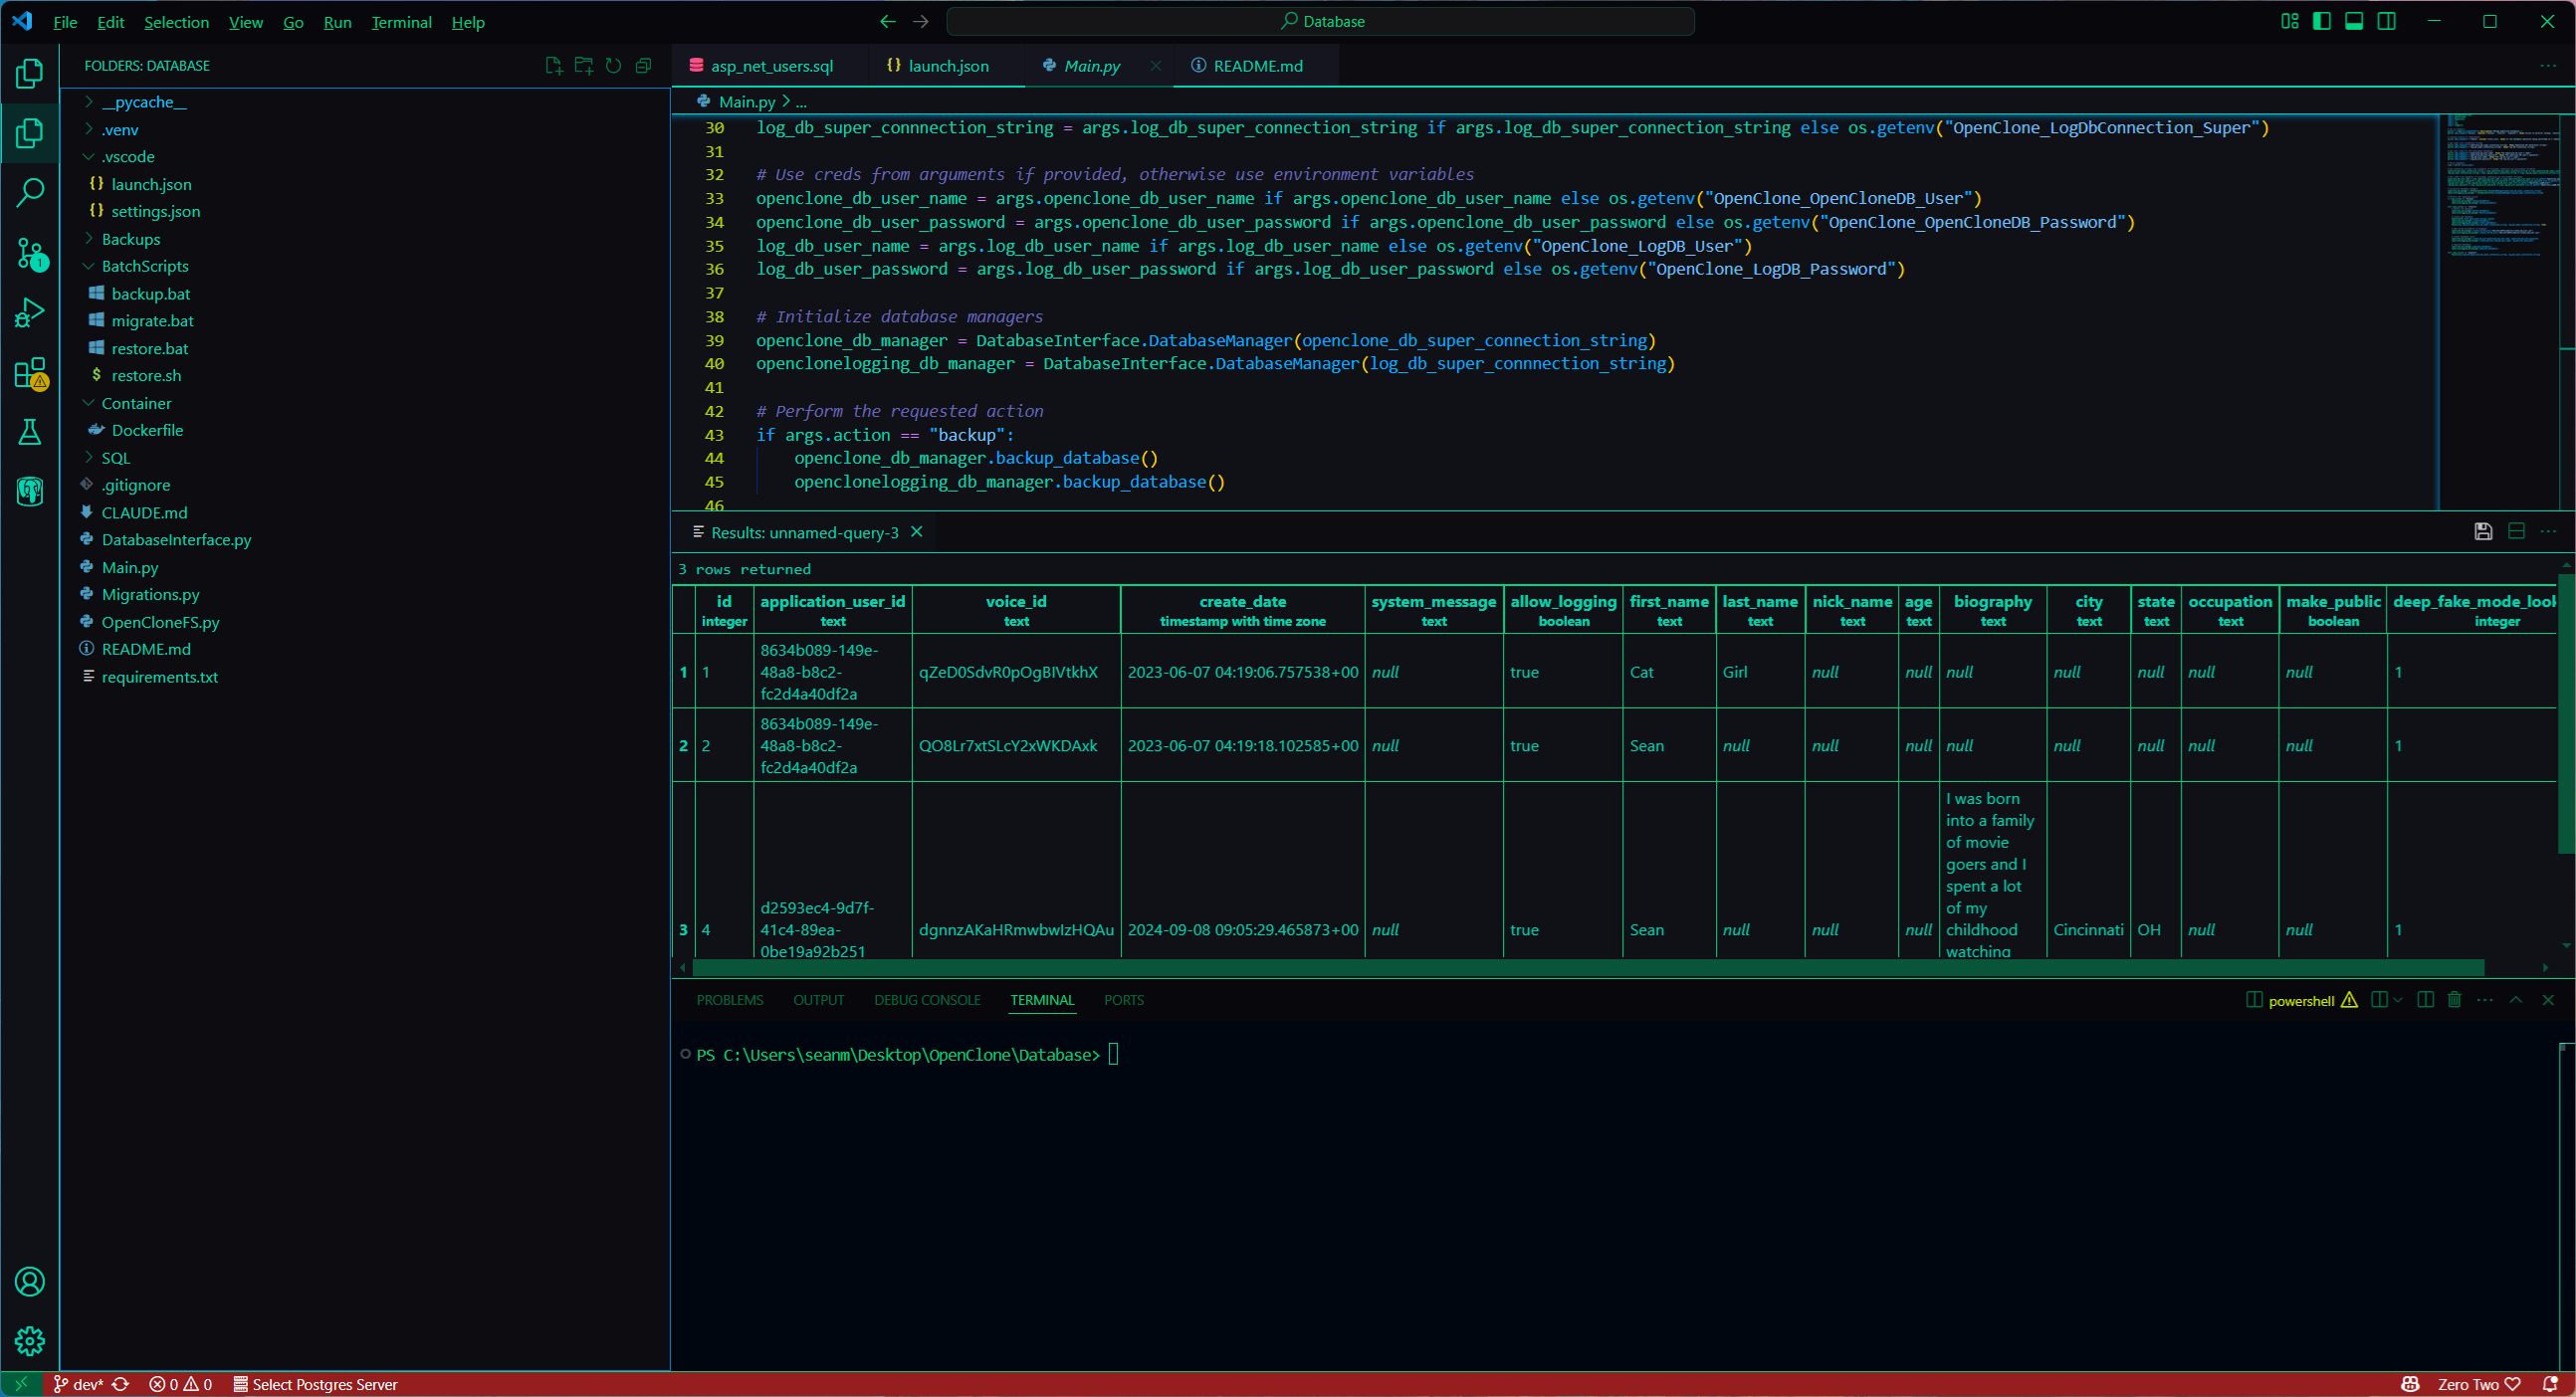 File Edit Selection View Go Run Terminal Help
Database
FOLDERS: DATABASE
__pycache__
.venv
.vscode
launch.json
settings.json
Backups
BatchScripts
backup.bat
migrate.bat
restore.bat
restore.sh
Container
Dockerfile
SQL
.gitignore
CLAUDE.md
DatabaseInterface.py
Main.py
Migrations.py
OpenCloneFS.py
README.md
requirements.txt
1
asp_net_users.sql launch.json Main.py README.md
Main.py > ...
30 log_db_super_connnection_string = args.log_db_super_connection_string if args.log_db_super_connection_string else os.getenv("OpenClone_LogDbConnection_Super")
31
32 # Use creds from arguments if provided, otherwise use environment variables
33 openclone_db_user_name = args.openclone_db_user_name if args.openclone_db_user_name else os.getenv("OpenClone_OpenCloneDB_User")
34 openclone_db_user_password = args.openclone_db_user_password if args.openclone_db_user_password else os.getenv("OpenClone_OpenCloneDB_Password")
35 log_db_user_name = args.log_db_user_name if args.log_db_user_name else os.getenv("OpenClone_LogDB_User")
36 log_db_user_password = args.log_db_user_password if args.log_db_user_password else os.getenv("OpenClone_LogDB_Password")
37
38 # Initialize database managers
39 openclone_db_manager = DatabaseInterface.DatabaseManager(openclone_db_super_connection_string)
40 openclonelogging_db_manager = DatabaseInterface.DatabaseManager(log_db_super_connnection_string)
41
42 # Perform the requested action
43 if args.action == "backup":
44 openclone_db_manager.backup_database()
45 openclonelogging_db_manager.backup_database()
46
Results: unnamed-query-3
3 rows returned
id application_user_id voice_id create_date system_message allow_logging first_name last_name nick_name age biography city state occupation make_public deep_fake_mode_look
integer text text timestamp with time zone text boolean text text text text text text text text boolean integer
8634b089-149e-
1 1 48a8-b8c2- qZeD0SdvR0pOgBIVtkhX 2023-06-07 04:19:06.757538+00 null true Cat Girl null null null null null null null 1
fc2d4a40df2a
8634b089-149e-
2 2 48a8-b8c2- QO8Lr7xtSLcY2xWKDAxk 2023-06-07 04:19:18.102585+00 null true Sean null null null null null null null null 1
fc2d4a40df2a
I was born
into a family
of movie
goers and I
spent a lot
d2593ec4-9d7f- of my
3 4 41c4-89ea- dgnnzAKaHRmwbwIzHQAu 2024-09-08 09:05:29.465873+00 null true Sean null null null childhood Cincinnati OH null null 1
0be19a92b251 watching
PROBLEMS OUTPUT DEBUG CONSOLE TERMINAL PORTS
powershell
PS C:\Users\seanm\Desktop\OpenClone\Database>
dev* 0 0 Select Postgres Server
Zero Two ♡